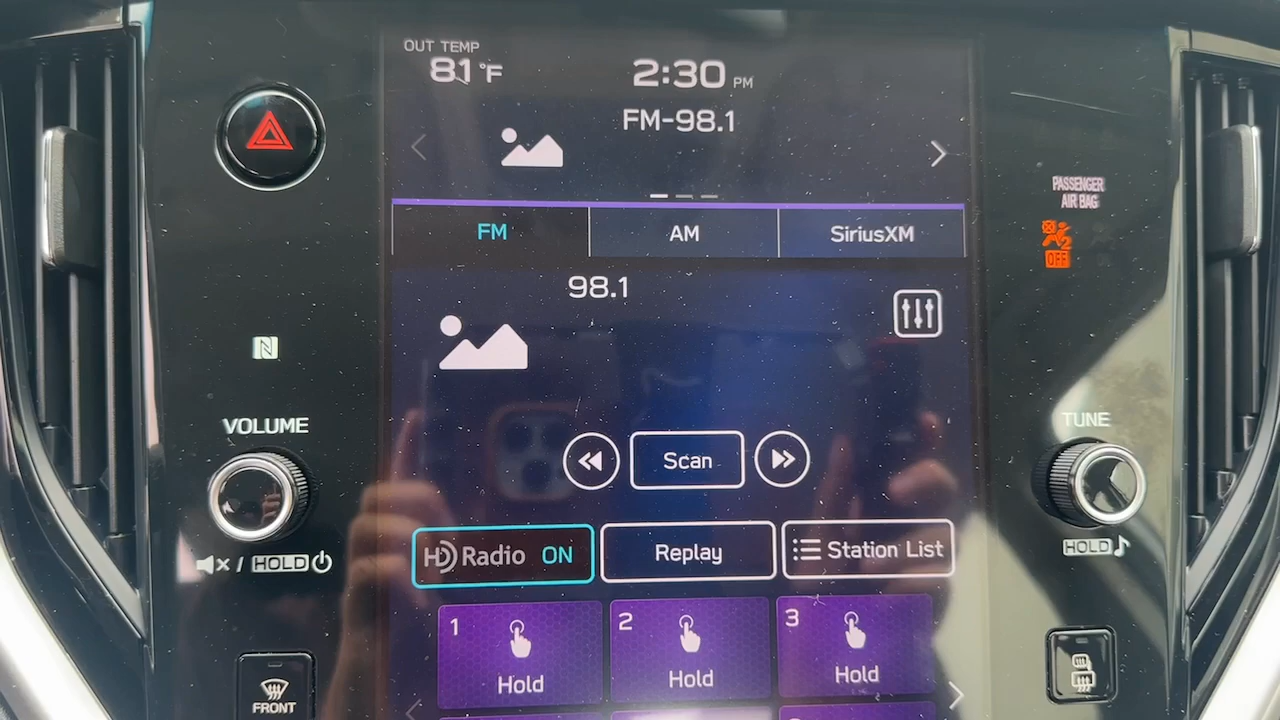 OUT TEMP
81°F
2:30 PM
FM-98.1
PASSENGER
AIR BAG
2
OFF
FM
AM
SiriusXM
98.1
N
VOLUME
TUNE
Scan
/ HOLD
HOLD
HD Radio ON
Replay
Station List
1
2
3
Hold
Hold
Hold
FRONT